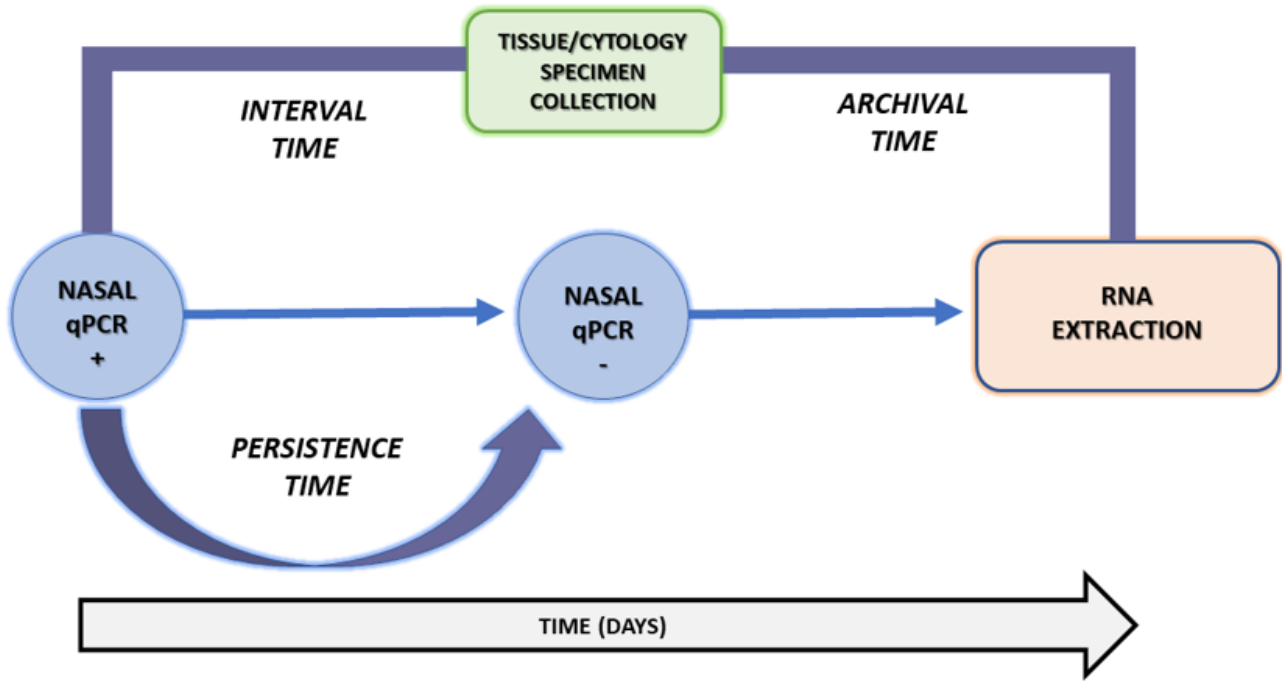 TISSUE/CYTOLOGY
SPECIMEN
COLLECTION
INTERVAL
TIME
ARCHIVAL
TIME
NASAL
qPCR
+
NASAL
qPCR
-
RNA
EXTRACTION
PERSISTENCE
TIME
TIME (DAYS)